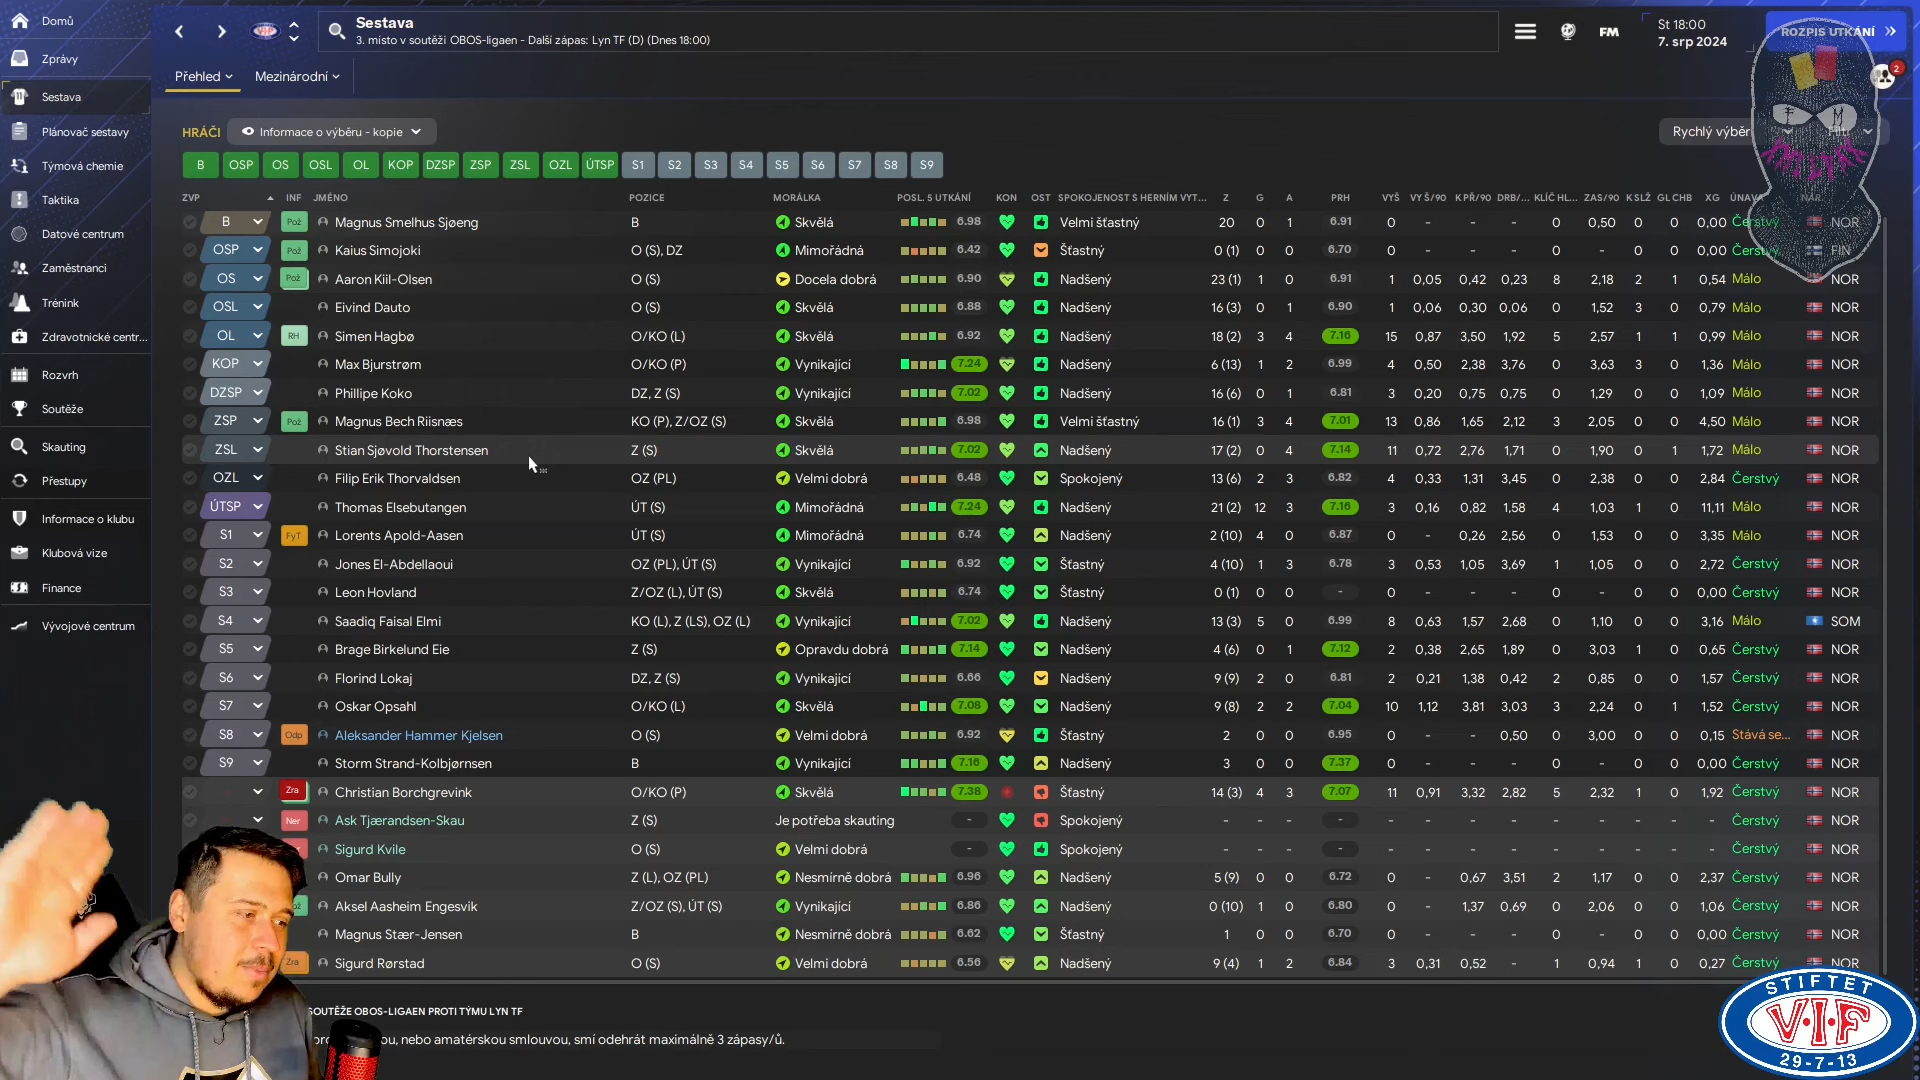 Domů
Zprávy
Sestava
Plánovač sestavy
Týmová chemie
Taktika
Datové centrum
Zaměstnanci
Trénink
Zdravotnické centr...
Rozvrh
Soutěže
Skauting
Přestupy
Informace o klubu
Klubová vize
Finance
Vývojové centrum
Sestava
3. místo v soutěži OBOS-ligaen - Další zápas: Lyn TF (D) (Dnes 18:00)
FM
St 18:00
7. srp 2024
ROZPIS UTKÁNÍ
2
Přehled Mezinárodní
HRÁČI Informace o výběru - kopie Rychlý výběr Filtr
B OSP OS OSL OL KOP DZSP ZSP ZSL OZL ÚTSP S1 S2 S3 S4 S5 S6 S7 S8 S9
ZVP INF JMÉNO POZICE MORÁLKA POSL. 5 UTKÁNÍ KON OST SPOKOJENOST S HERNÍM VYT... Z G A PRH VYŠ VY Š/90 K PŘ/90 DRB/... KLÍČ HL... ZAS/90 K SLŽ GL CHB XG ÚNAVA NÁR.
B Pož Magnus Smelhus Sjøeng B Skvělá 6.98 Velmi šťastný 20 0 1 6.91 0 - - - 0 0,50 0 0 0,00 Čerstvý NOR
OSP Pož Kaius Simojoki O (S), DZ Mimořádná 6.42 Šťastný 0 (1) 0 0 6.70 0 - - - 0 - 0 0 0,00 Čerstvý FIN
OS Pož Aaron Kiil-Olsen O (S) Docela dobrá 6.90 Nadšený 23 (1) 1 0 6.91 1 0,05 0,42 0,23 8 2,18 2 1 0,54 Málo NOR
OSL Eivind Dauto O (S) Skvělá 6.88 Nadšený 16 (3) 0 1 6.90 1 0,06 0,30 0,06 0 1,52 3 0 0,79 Málo NOR
OL RH Simen Hagbø O/KO (L) Skvělá 6.92 Nadšený 18 (2) 3 4 7.16 15 0,87 3,50 1,92 5 2,57 1 1 0,99 Málo NOR
KOP Max Bjurstrøm O/KO (P) Vynikající 7.24 Nadšený 6 (13) 1 2 6.99 4 0,50 2,38 3,76 0 3,63 3 0 1,36 Málo NOR
DZSP Phillipe Koko DZ, Z (S) Vynikající 7.02 Nadšený 16 (6) 0 1 6.81 3 0,20 0,75 0,75 0 1,29 0 0 1,09 Málo NOR
ZSP Pož Magnus Bech Riisnæs KO (P), Z/OZ (S) Skvělá 6.98 Velmi šťastný 16 (1) 3 4 7.01 13 0,86 1,65 2,12 3 2,05 0 0 4,50 Málo NOR
ZSL Stian Sjøvold Thorstensen Z (S) Skvělá 7.02 Nadšený 17 (2) 0 4 7.14 11 0,72 2,76 1,71 0 1,90 0 1 1,72 Málo NOR
OZL Filip Erik Thorvaldsen OZ (PL) Velmi dobrá 6.48 Spokojený 13 (6) 2 3 6.82 4 0,33 1,31 3,45 0 2,38 0 0 2,84 Čerstvý NOR
ÚTSP Thomas Elsebutangen ÚT (S) Mimořádná 7.24 Nadšený 21 (2) 12 3 7.16 3 0,16 0,82 1,58 4 1,03 1 0 11,11 Málo NOR
S1 FyT Lorents Apold-Aasen ÚT (S) Mimořádná 6.74 Nadšený 2 (10) 4 0 6.87 0 - 0,26 2,56 0 1,53 0 0 3,35 Málo NOR
S2 Jones El-Abdellaoui OZ (PL), ÚT (S) Vynikající 6.92 Šťastný 4 (10) 1 3 6.78 3 0,53 1,05 3,69 1 1,05 0 0 2,72 Čerstvý NOR
S3 Leon Hovland Z/OZ (L), ÚT (S) Skvělá 6.74 Šťastný 0 (1) 0 0 - 0 - - - 0 - 0 0 0,00 Čerstvý NOR
S4 Saadiq Faisal Elmi KO (L), Z (LS), OZ (L) Vynikající 7.02 Nadšený 13 (3) 5 0 6.99 8 0,63 1,57 2,68 0 1,10 0 0 3,16 Málo SOM
S5 Brage Birkelund Eie Z (S) Opravdu dobrá 7.14 Nadšený 4 (6) 0 1 7.12 2 0,38 2,65 1,89 0 3,03 1 0 0,65 Čerstvý NOR
S6 Florind Lokaj DZ, Z (S) Vynikající 6.66 Nadšený 9 (9) 2 0 6.81 2 0,21 1,38 0,42 2 0,85 0 0 1,57 Čerstvý NOR
S7 Oskar Opsahl O/KO (L) Skvělá 7.08 Nadšený 9 (8) 2 2 7.04 10 1,12 3,81 3,03 3 2,24 0 1 1,52 Čerstvý NOR
S8 Odp Aleksander Hammer Kjelsen O (S) Velmi dobrá 6.92 Šťastný 2 0 0 6.95 0 - - 0,50 0 3,00 0 0 0,15 Stává se... NOR
S9 Storm Strand-Kolbjørnsen B Vynikající 7.16 Nadšený 3 0 0 7.37 0 - - - 0 - 0 0 0,00 Čerstvý NOR
Zra Christian Borchgrevink O/KO (P) Skvělá 7.38 Šťastný 14 (3) 4 3 7.07 11 0,91 3,32 2,82 5 2,32 1 0 1,92 Čerstvý NOR
Ner Ask Tjærandsen-Skau Z (S) Je potřeba skauting - Spokojený - - - - - - - - - - - - - Čerstvý NOR
Sigurd Kvile O (S) Velmi dobrá - Spokojený - - - - - - - - - - - - - Čerstvý NOR
Omar Bully Z (L), OZ (PL) Nesmírně dobrá 6.96 Nadšený 5 (9) 0 0 6.72 0 - 0,67 3,51 2 1,17 0 0 2,37 Čerstvý NOR
Aksel Aasheim Engesvik Z/OZ (S), ÚT (S) Vynikající 6.86 Nadšený 0 (10) 1 0 6.80 0 - 1,37 0,69 0 2,06 0 0 1,06 Čerstvý NOR
Magnus Stær-Jensen B Nesmírně dobrá 6.62 Šťastný 1 0 0 6.70 0 - - - 0 - 0 0 0,00 Čerstvý NOR
Zra Sigurd Rørstad O (S) Velmi dobrá 6.56 Nadšený 9 (4) 1 2 6.84 3 0,31 0,52 - 1 0,94 1 0 0,27 Čerstvý NOR
SOUTĚŽE OBOS-LIGAEN PROTI TÝMU LYN TF
nebo amatérskou smlouvou, smí odehrát maximálně 3 zápasy/ů.
STIFTET
V·I·F
29-7-13